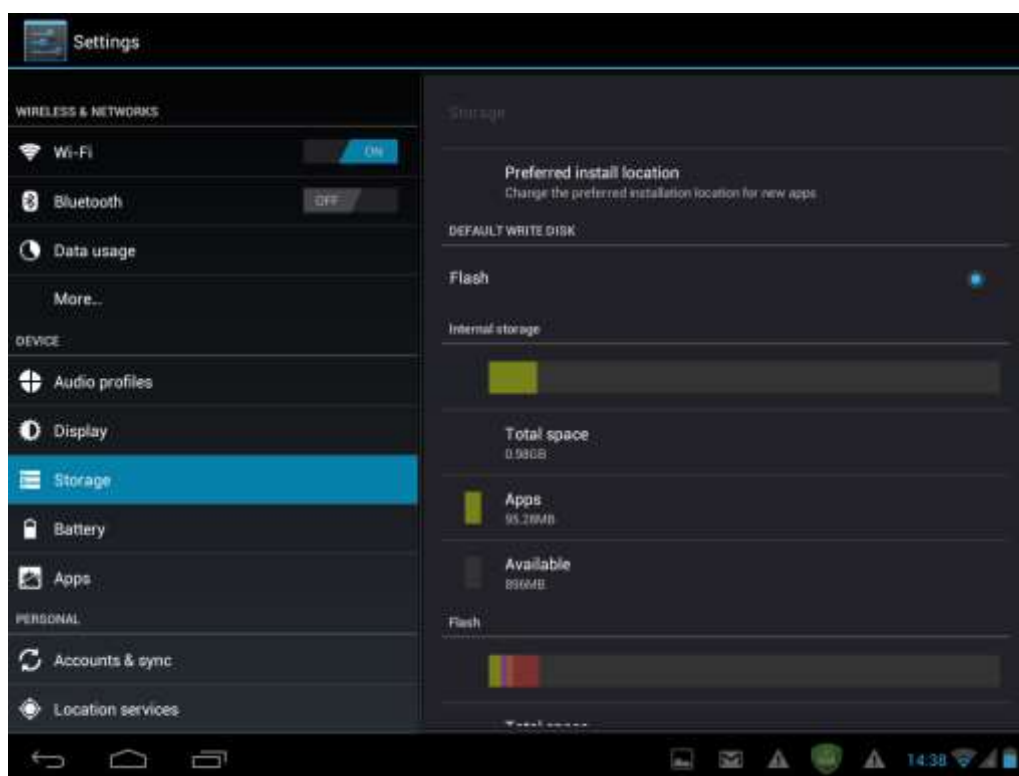 Settings
WIRELESS & NETWORKS
Wi-Fi
ON
Bluetooth
OFF
Data usage
More...
DEVICE
Audio profiles
Display
Storage
Battery
Apps
PERSONAL
Accounts & sync
Location services
Storage
Preferred install location
Change the preferred installation location for new apps
DEFAULT WRITE DISK
Flash
Internal storage
Total space
0.98GB
Apps
95.28MB
Available
896MB
Flash
Total space
14:38